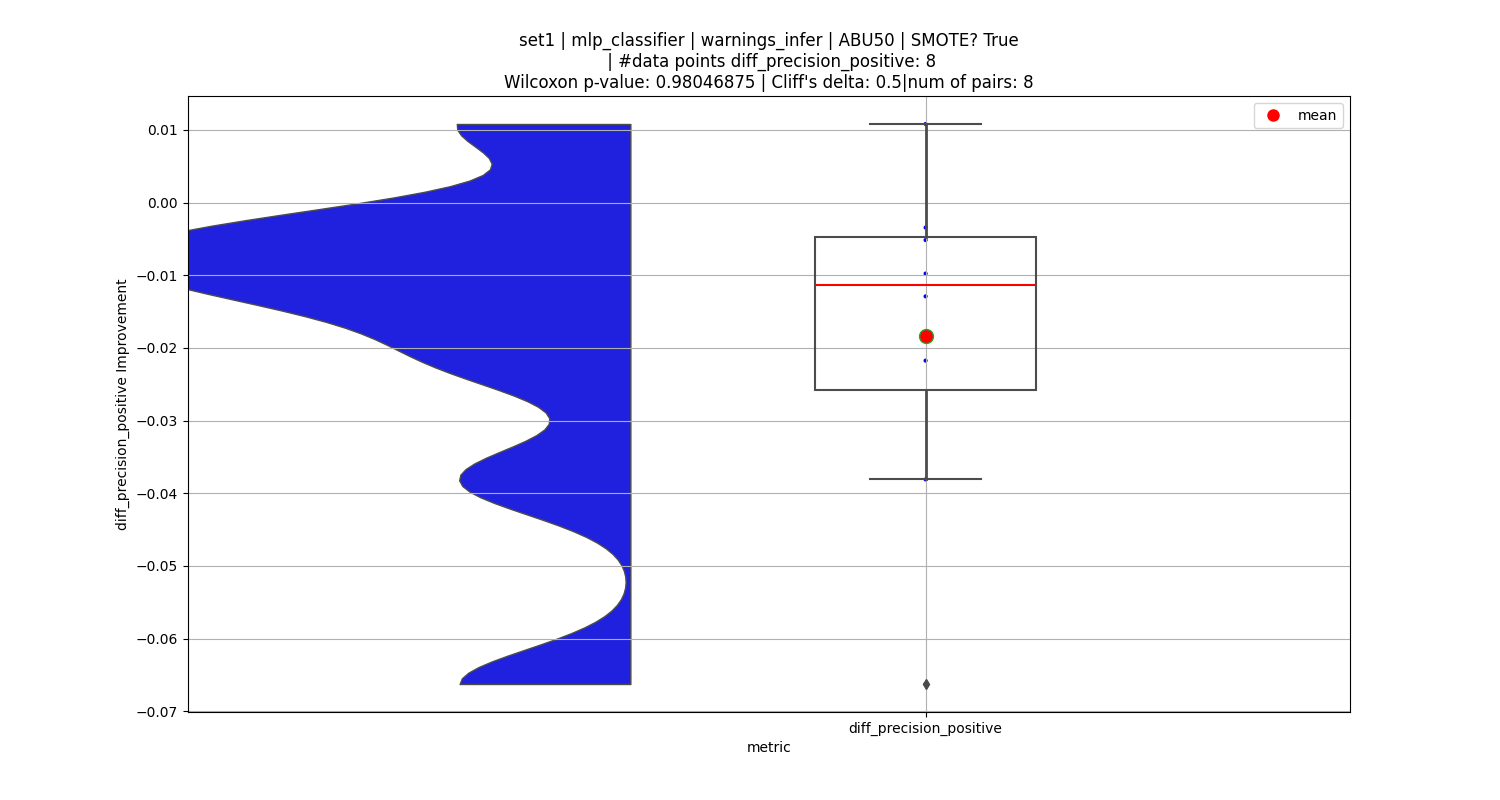 set1 | mlp_classifier | warnings_infer | ABU50 | SMOTE? True
| #data points diff_precision_positive: 8
Wilcoxon p-value: 0.98046875 | Cliff's delta: 0.5|num of pairs: 8
mean
0.01
0.00
−0.01
−0.02
−0.03
−0.04
−0.05
−0.06
−0.07
diff_precision_positive Improvement
diff_precision_positive
metric